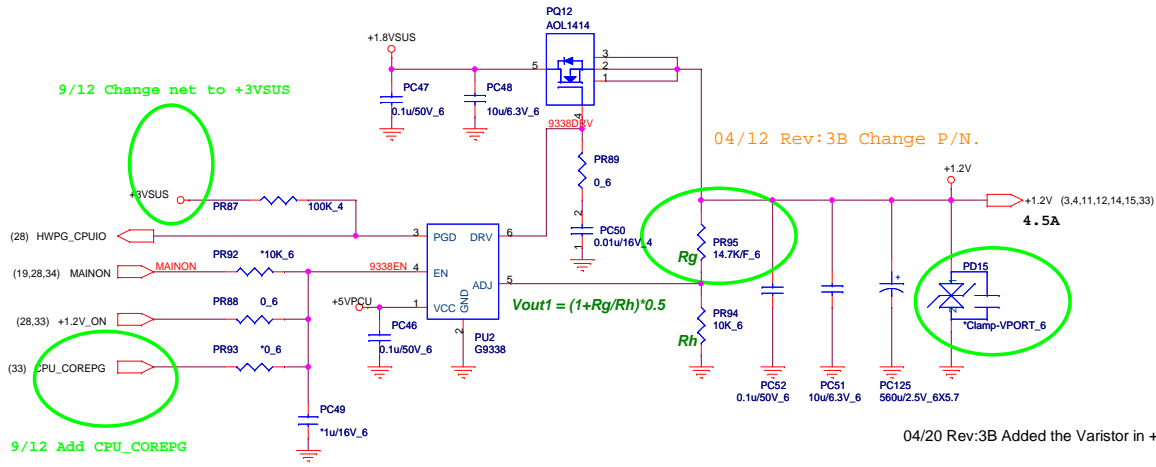 PQ12
AOL1414
+1.8VSUS
3
5
2
1
9/12 Change net to +3VSUS
PC47
0.1u/50V_6
PC48
10u/6.3V_6
4
9338DRV
04/12 Rev:3B Change P/N.
PR89
0_6
+1.2V
+3VSUS
PR87
100K_4
+1.2V (3,4,11,12,14,15,33)
4.5A
2
PC50
0.01u/16V_4
1
(28) HWPG_CPUIO
3 PGD DRV 6
Rg
PR95
14.7K/F_6
PR92
*10K_6
(19,28,34) MAINON
MAINON
9338EN
4 EN
ADJ 5
PD15
PR88
0_6
+5VPCU
1 VCC GND
2
Vout1 = (1+Rg/Rh)*0.5
PR94
10K_6
Rh
(28,33) +1.2V_ON
PC46
0.1u/50V_6
PU2
G9338
*Clamp-VPORT_6
PR93
*0_6
(33) CPU_COREPG
PC52
0.1u/50V_6
PC51
10u/6.3V_6
PC125
560u/2.5V_6X5.7
PC49
*1u/16V_6
9/12 Add CPU_COREPG
04/20 Rev:3B Added the Varistor in +